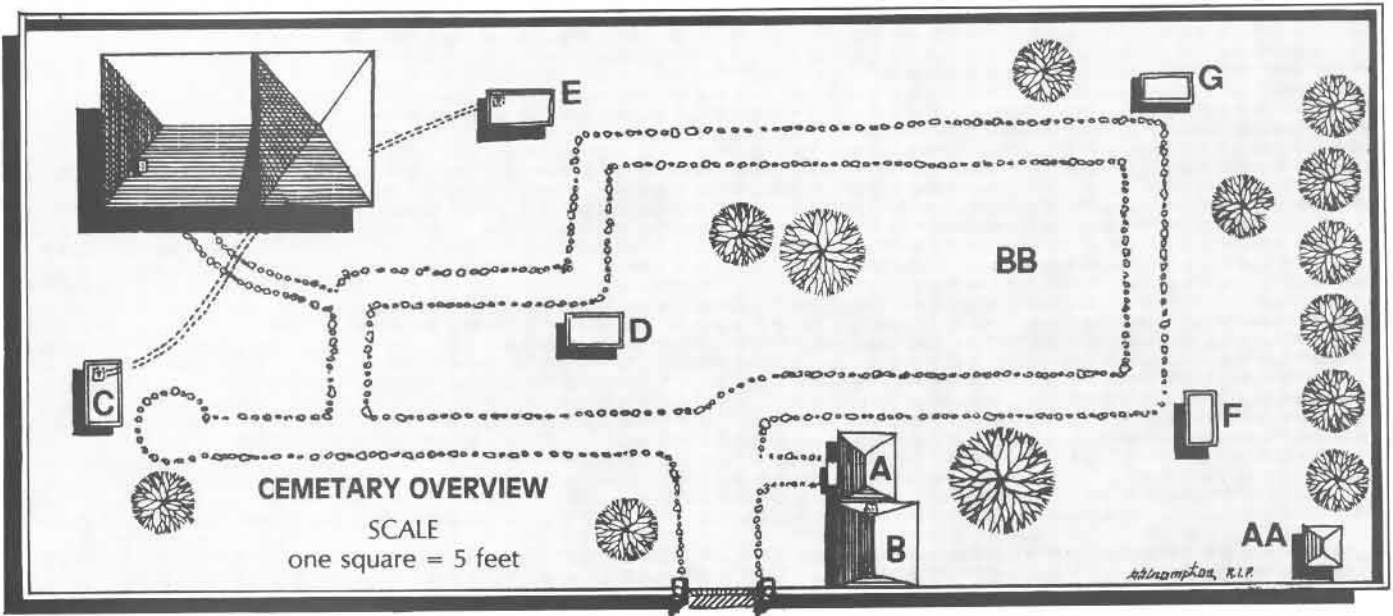 E
G
BB
D
C
F
A
CEMETARY OVERVIEW
SCALE
one square = 5 feet
B
AA
R.I.P.